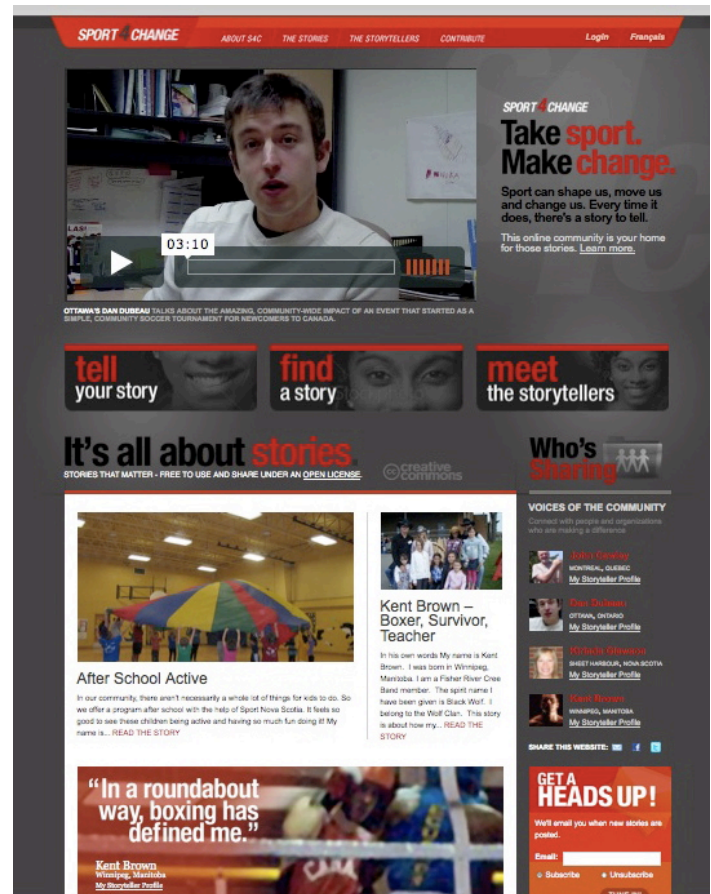 SPORT 4 CHANGE
ABOUT S4C THE STORIES THE STORYTELLERS CONTRIBUTE
Login Français
03:10
OTTAWA'S DAN DUBEAU TALKS ABOUT THE AMAZING, COMMUNITY-WIDE IMPACT OF AN EVENT THAT STARTED AS A
SIMPLE, COMMUNITY SOCCER TOURNAMENT FOR NEWCOMERS TO CANADA.
SPORT 4 CHANGE
Take sport.
Make change.
Sport can shape us, move us
and change us. Every time it
does, there's a story to tell.
This online community is your home
for those stories. Learn more.
tell
your story
find
a story
meet
the storytellers
It's all about stories.
STORIES THAT MATTER - FREE TO USE AND SHARE UNDER AN OPEN LICENSE.
cc creative
commons
After School Active
In our community, there aren't necessarily a whole lot of things for kids to do. So
we offer a program after school with the help of Sport Nova Scotia. It feels so
good to see these children being active and having so much fun doing it! My
name is... READ THE STORY
Kent Brown –
Boxer, Survivor,
Teacher
In his own words My name is Kent
Brown. I was born in Winnipeg,
Manitoba. I am a Fisher River Cree
Band member. The spirit name I
have been given is Black Wolf. I
belong to the Wolf Clan. This story
is about how my... READ THE
STORY
“In a roundabout
way, boxing has
defined me.”
Kent Brown
Winnipeg, Manitoba
My Storyteller Profile
Who's
Sharing
VOICES OF THE COMMUNITY
Connect with people and organizations
who are making a difference
MONTREAL, QUEBEC
My Storyteller Profile
Dan Dubeau
OTTAWA, ONTARIO
My Storyteller Profile
SHEET HARBOUR, NOVA SCOTIA
My Storyteller Profile
Kent Brown
WINNIPEG, MANITOBA
My Storyteller Profile
SHARE THIS WEBSITE:
GET A
HEADS UP!
We'll email you when new stories are
posted.
Email:
Subscribe Unsubscribe